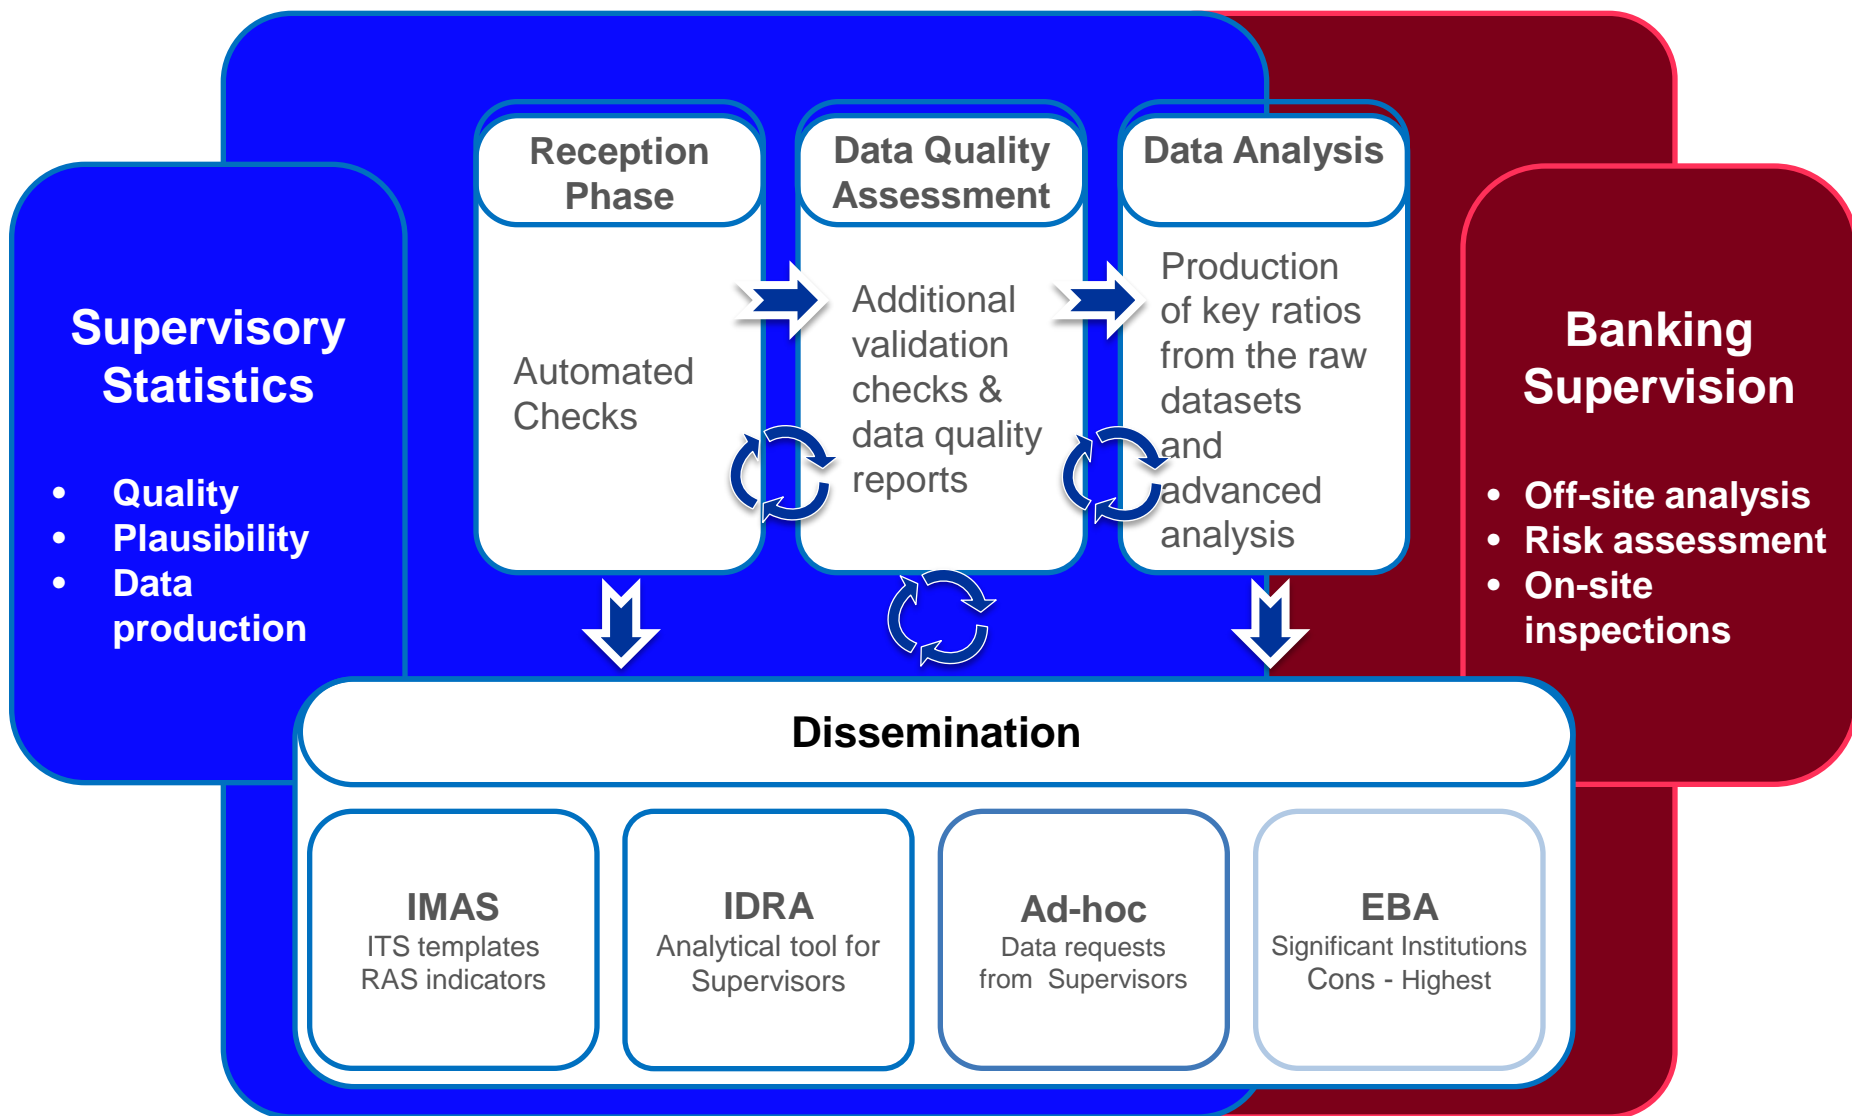 Supervisory
Statistics
• Quality
• Plausibility
• Data
production
Reception
Phase
Automated
Checks
Data Quality
Assessment
Additional
validation
checks &
data quality
reports
Data Analysis
Production
of key ratios
from the raw
datasets
and
advanced
analysis
Banking
Supervision
• Off-site analysis
• Risk assessment
• On-site
inspections
Dissemination
IMAS
ITS templates
RAS indicators
IDRA
Analytical tool for
Supervisors
Ad-hoc
Data requests
from Supervisors
EBA
Significant Institutions
Cons - Highest